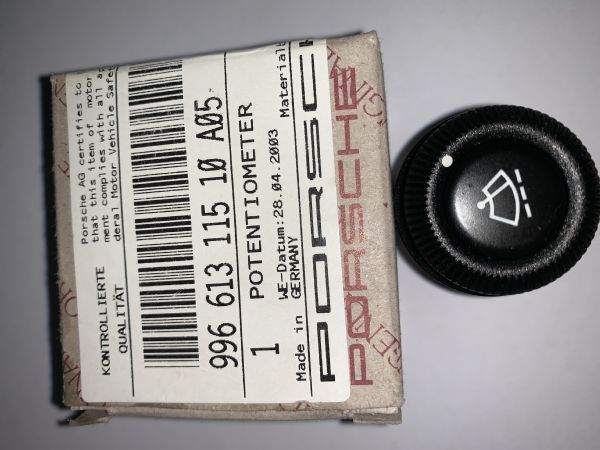 Porsche AG certifies to
that this item of motor
ment complies with all a
deral Motor Vehicle Safe
KONTROLLIERTE
QUALITÄT
996 613 115 10 A05.
1 POTENTIOMETER
WE-Datum:28.04.2003
Made in GERMANY
Material
PORSCH
PORSCHE